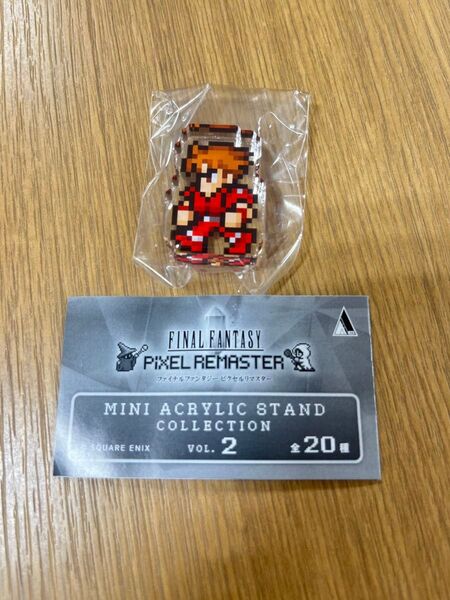 FINAL FANTASY
PIXEL REMASTER
ファイナルファンタジー ピクセルリマスター
MINI ACRYLIC STAND
COLLECTION
© SQUARE ENIX VOL. 2 全20種